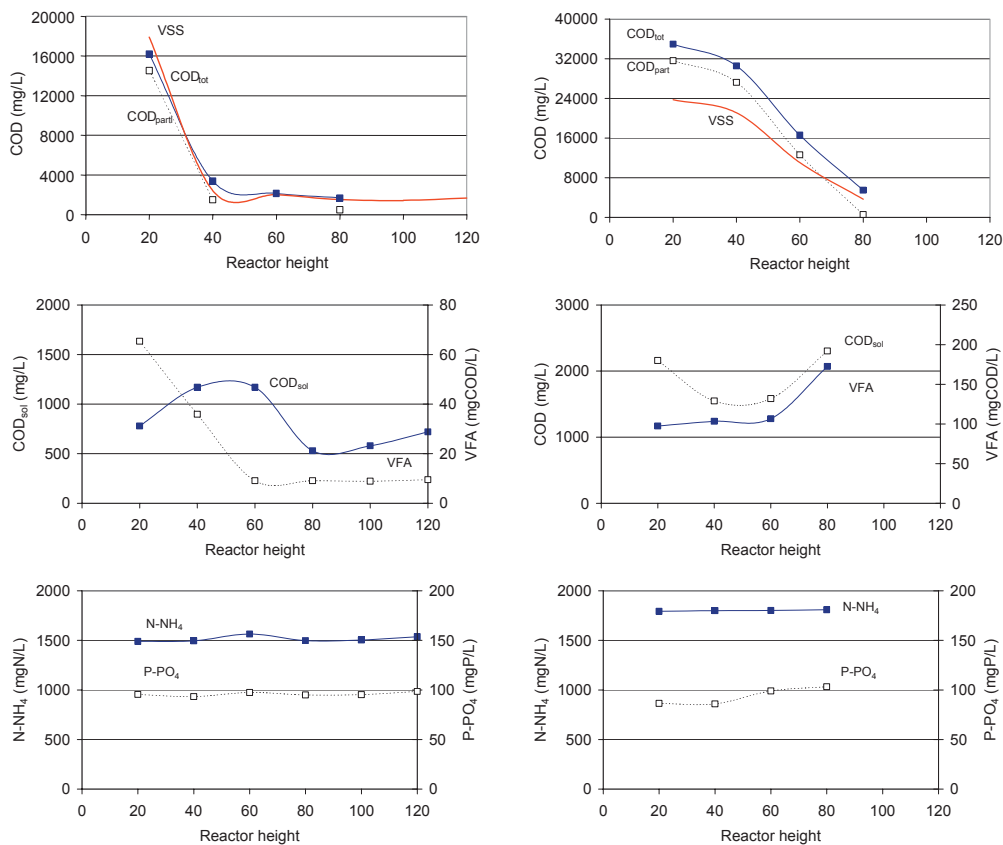 COD (mg/L)
20000
16000
12000
8000
4000
0
VSS
COD_tot
COD_part
0 20 40 60 80 100 120
Reactor height
COD (mg/L)
40000
32000
24000
16000
8000
0
COD_tot
COD_part
VSS
0 20 40 60 80 100 120
Reactor height
COD_sol (mg/L)
2000
1500
1000
500
0
COD_sol
VFA
80
60
40
20
0
VFA (mgCOD/L)
0 20 40 60 80 100 120
Reactor height
COD (mg/L)
3000
2000
1000
0
COD_sol
VFA
250
200
150
100
50
0
VFA (mgCOD/L)
0 20 40 60 80 100 120
Reactor height
N-NH4 (mgN/L)
2000
1500
1000
500
0
N-NH4
P-PO4
200
150
100
50
0
P-PO4 (mgP/L)
0 20 40 60 80 100 120
Reactor height
N-NH4 (mgN/L)
2000
1500
1000
500
0
N-NH4
P-PO4
200
150
100
50
0
P-PO4 (mgP/L)
0 20 40 60 80 100 120
Reactor height